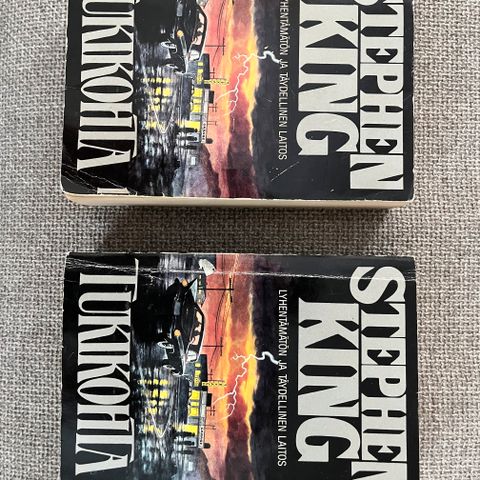 STEPHEN
KING
LYHENTÄMÄTÖN JA TÄYDELLINEN LAITOS
TUKIKOHTA
STEPHEN
KING
LYHENTÄMÄTÖN JA TÄYDELLINEN LAITOS
TUKIKOHTA